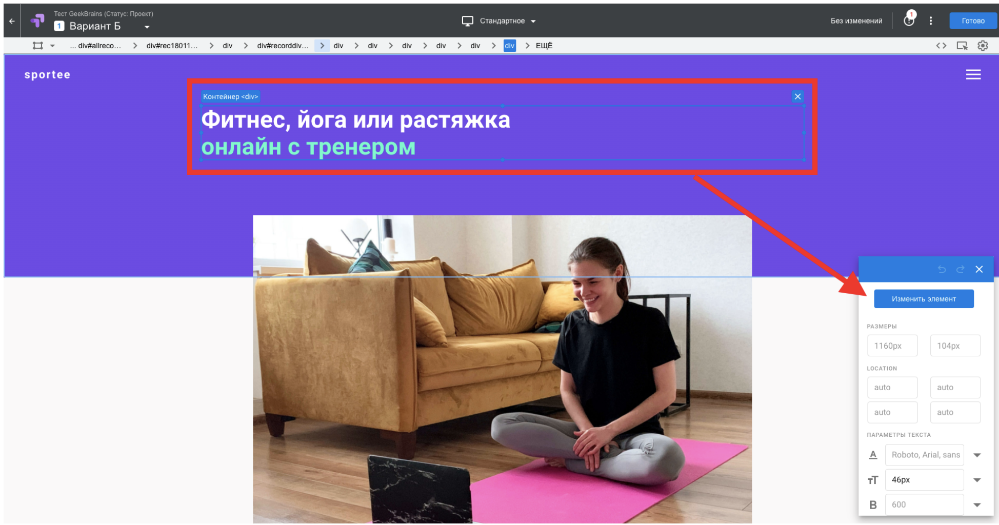 Тест GeekBrains (Статус: Проект)
1 Вариант Б
Стандартное
Без изменений
1
Готово
... div#allreco... > div#rec18011... > div > div#recorddiv... > div > div > div > div > div > div > ЕЩЁ
sportee
Контейнер <div>
Фитнес, йога или растяжка
онлайн с тренером
Изменить элемент
РАЗМЕРЫ
1160px 104px
LOCATION
auto auto
auto auto
ПАРАМЕТРЫ ТЕКСТА
A Roboto, Arial, sans
тT 46px
B 600